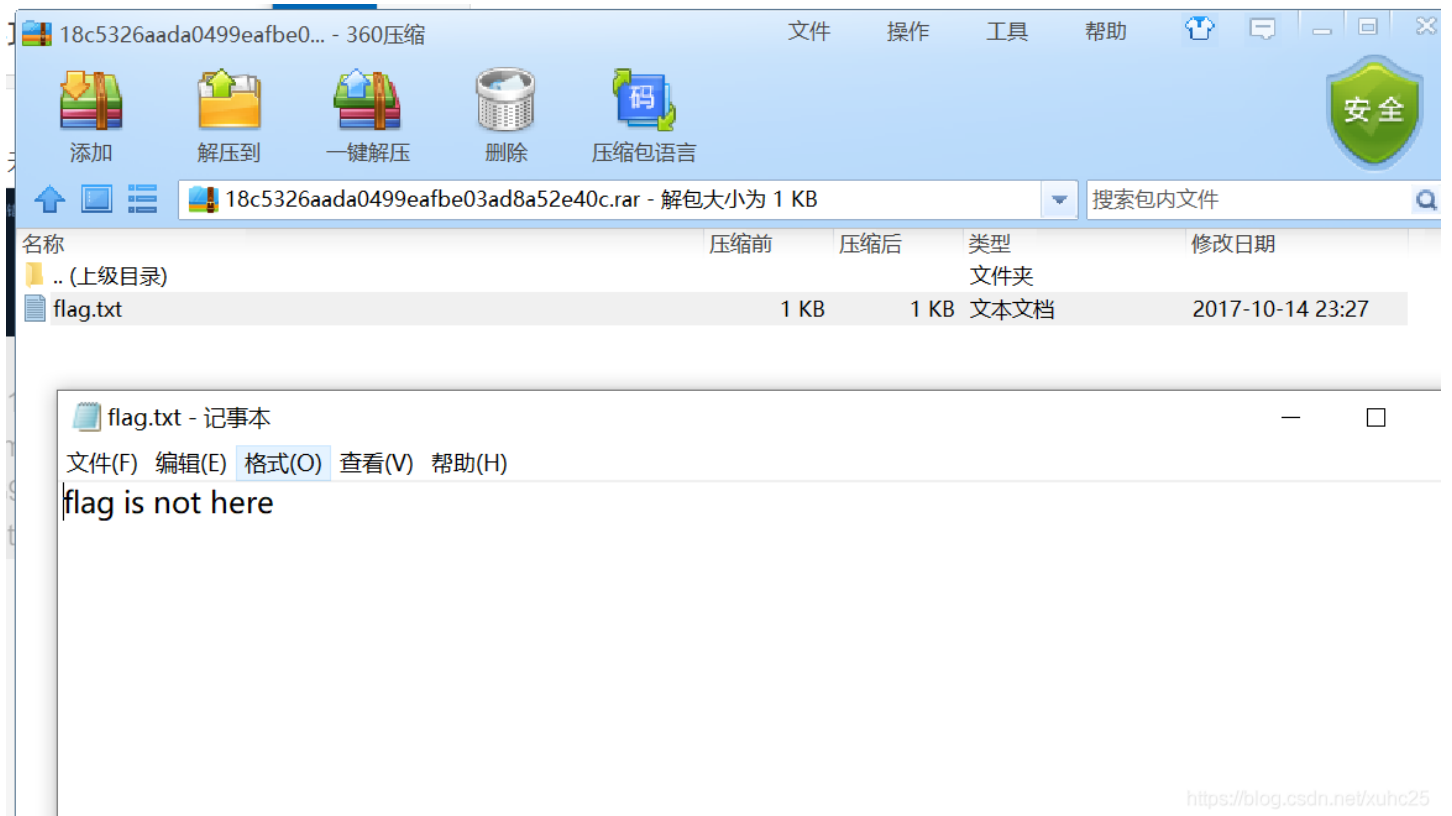 18c5326aada0499eafbe0... - 360压缩 文件 操作 工具 帮助
码 安全
添加 解压到 一键解压 删除 压缩包语言
18c5326aada0499eafbe03ad8a52e40c.rar - 解包大小为 1 KB 搜索包内文件
名称 压缩前 压缩后 类型 修改日期
.. (上级目录) 文件夹
flag.txt 1 KB 1 KB 文本文档 2017-10-14 23:27
flag.txt - 记事本
文件(F) 编辑(E) 格式(O) 查看(V) 帮助(H)
flag is not here
https://blog.csdn.net/xuhc25